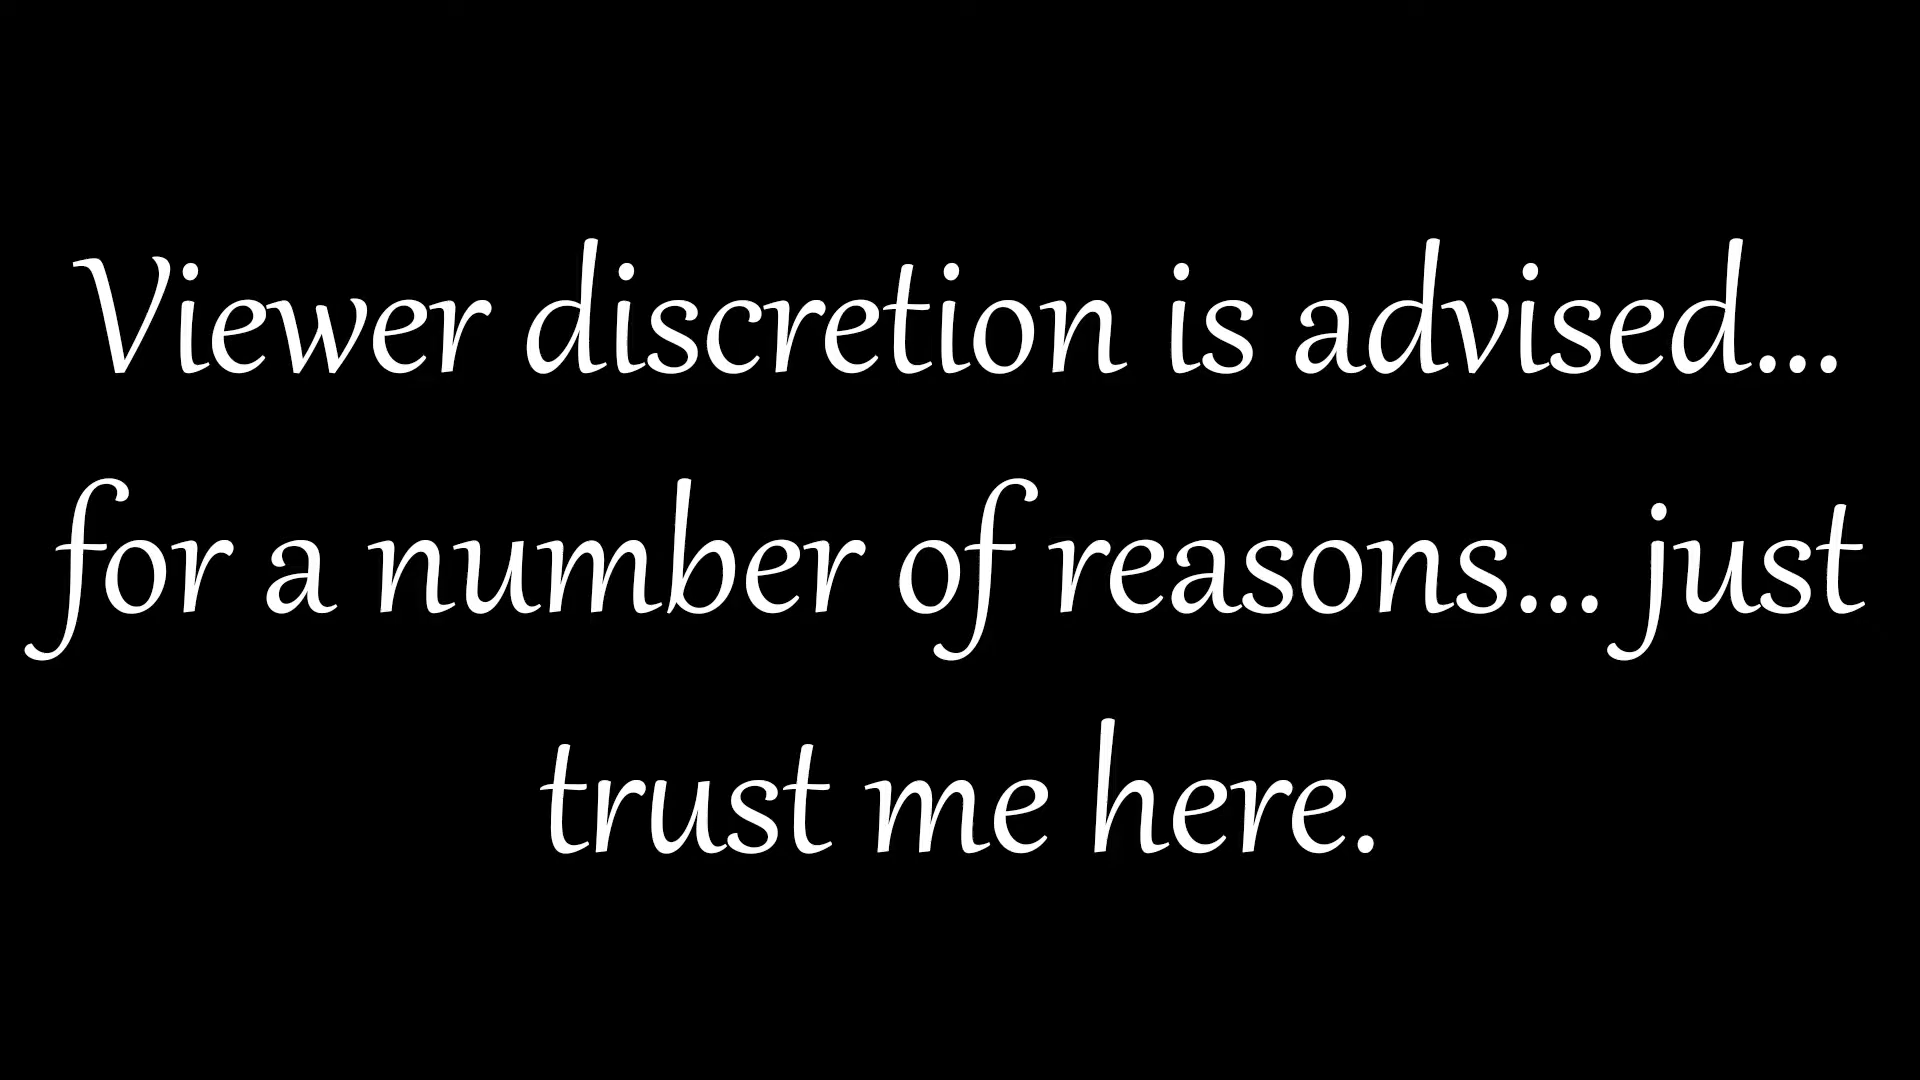 Viewer discretion is advised...
for a number of reasons... just
trust me here.